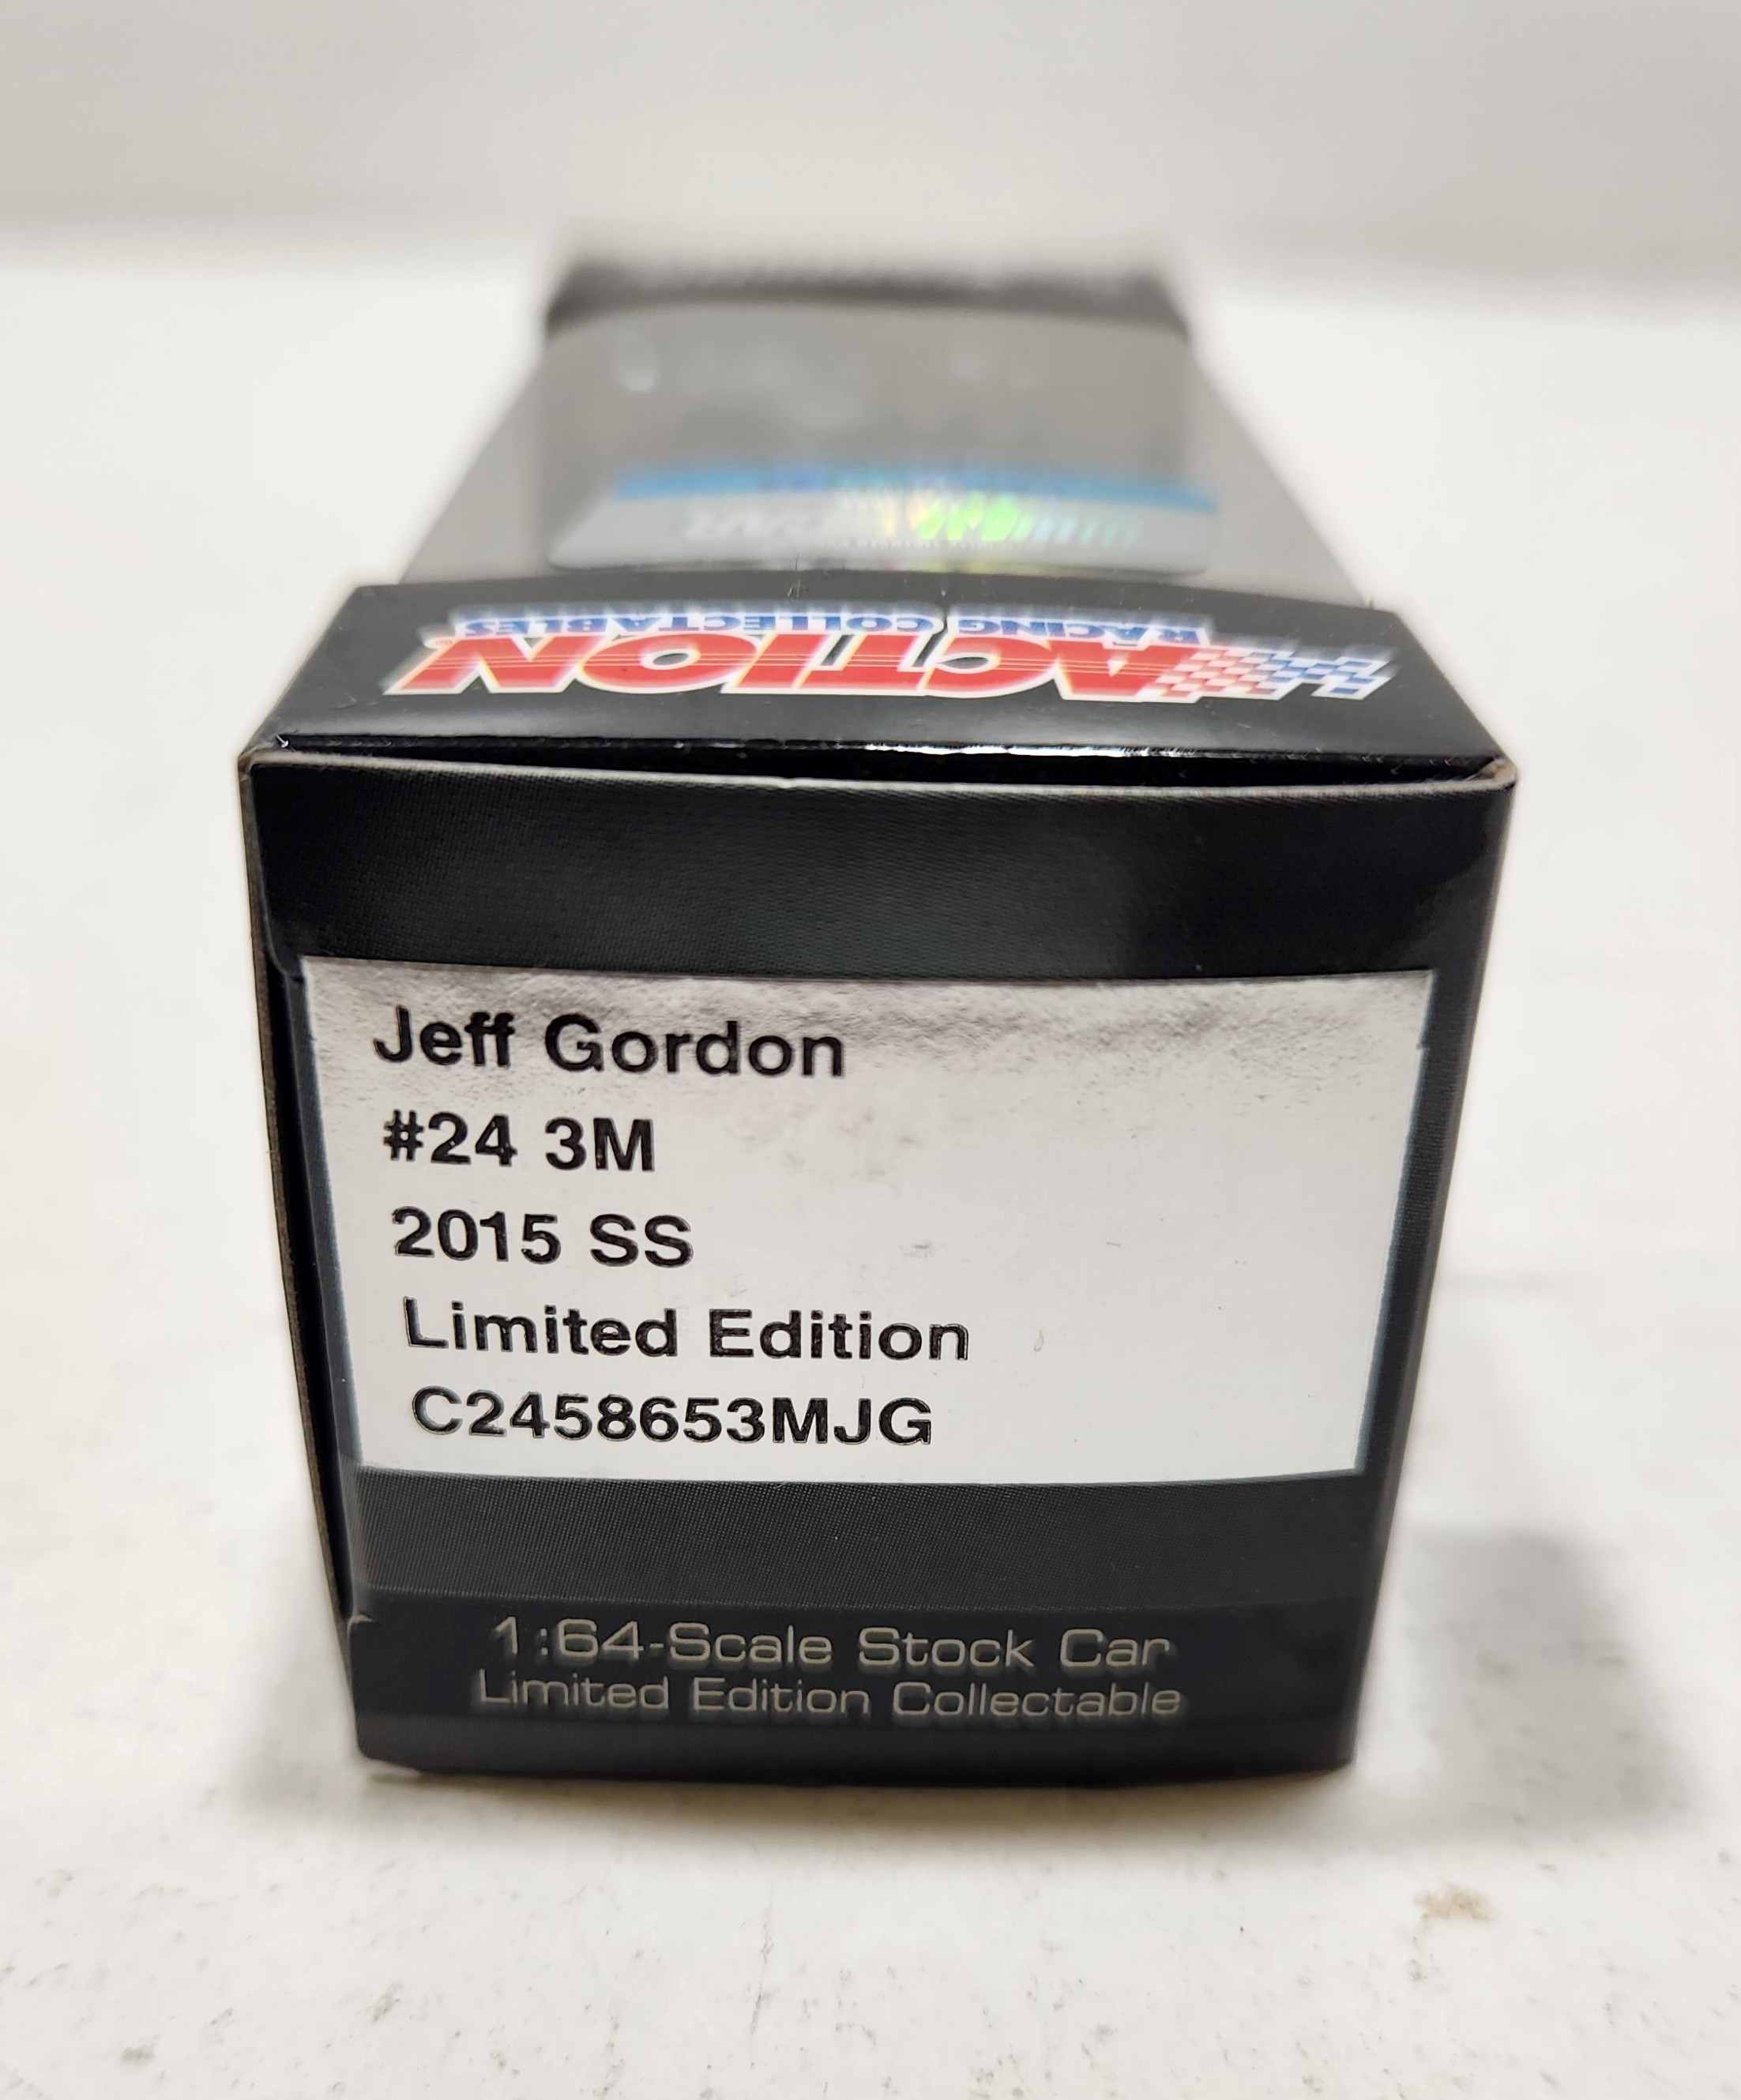 ACTION
RACING COLLECTABLES
Jeff Gordon
#24 3M
2015 SS
Limited Edition
C2458653MJG
1:64-Scale Stock Car
Limited Edition Collectable